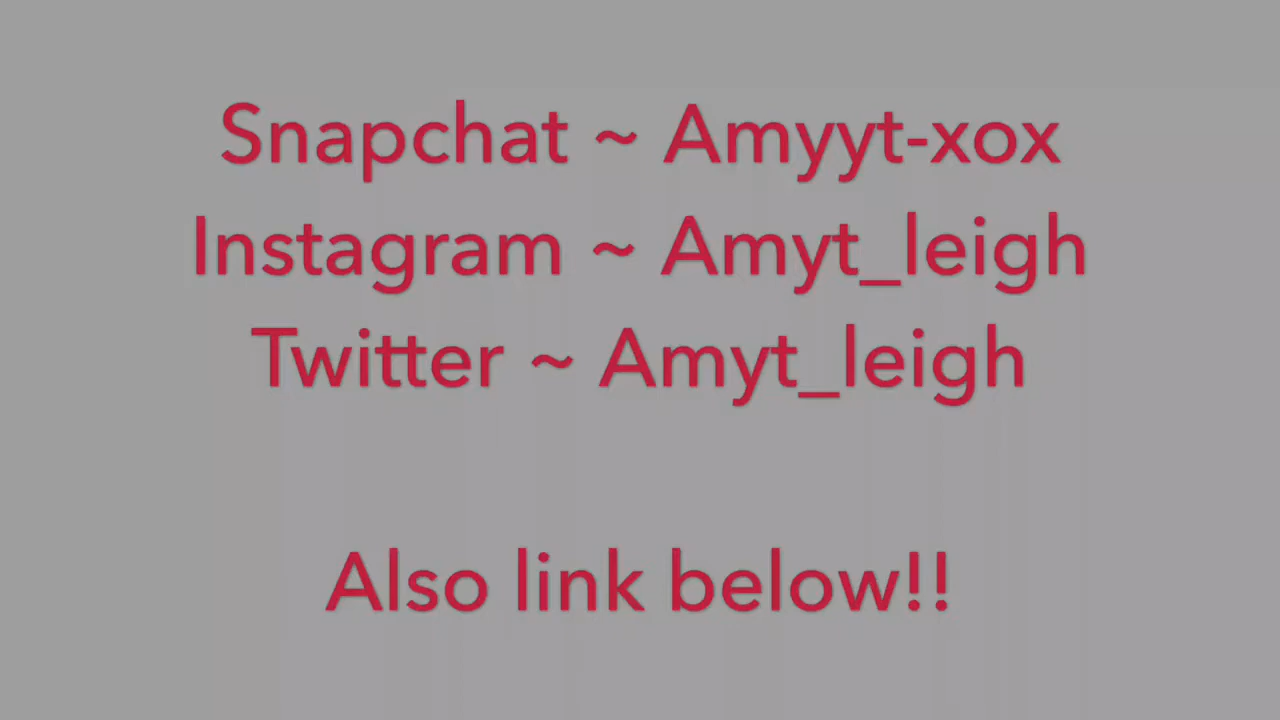 Snapchat ~ Amyyt-xox
Instagram ~ Amyt_leigh
Twitter ~ Amyt_leigh
Also link below!!